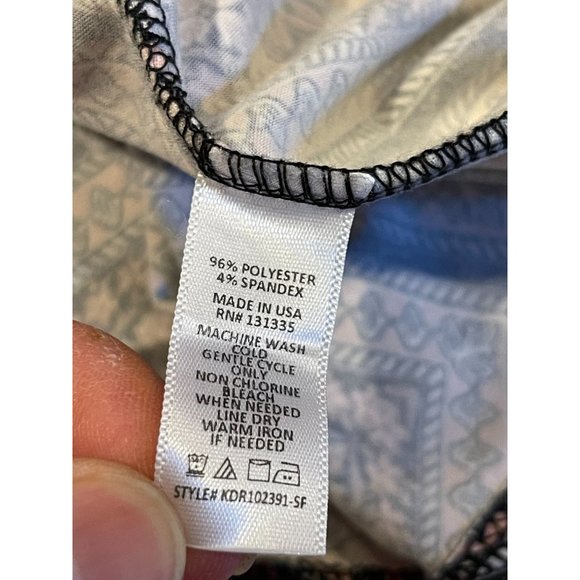 96% POLYESTER
4% SPANDEX
MADE IN USA
RN# 131335
MACHINE WASH
COLD
GENTLE CYCLE
ONLY
NON CHLORINE
BLEACH
WHEN NEEDED
LINE DRY
WARM IRON
IF NEEDED
STYLE# KDR102391-SF